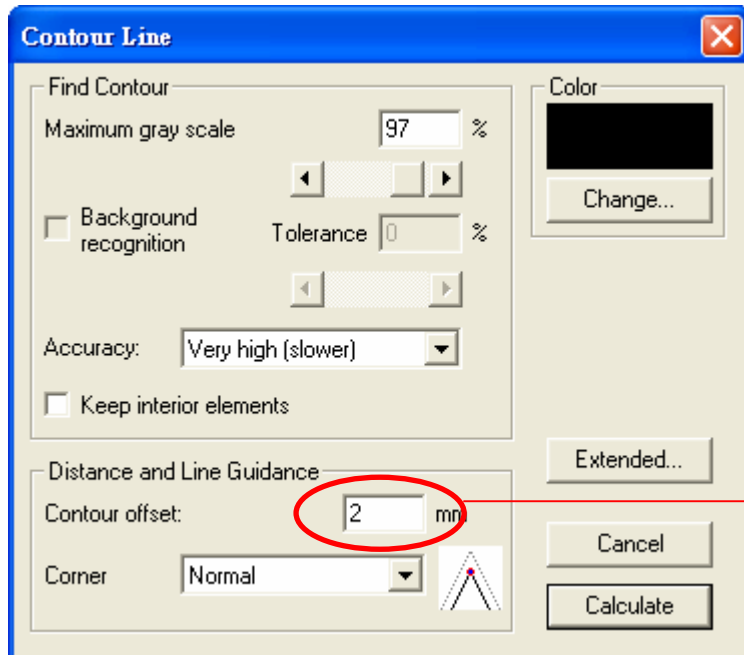 Contour Line
Find Contour
Maximum gray scale 97 %
Background
recognition
Tolerance 0 %
Accuracy: Very high (slower)
Keep interior elements
Distance and Line Guidance
Contour offset: 2 mm
Corner Normal
Color
Change...
Extended...
Cancel
Calculate